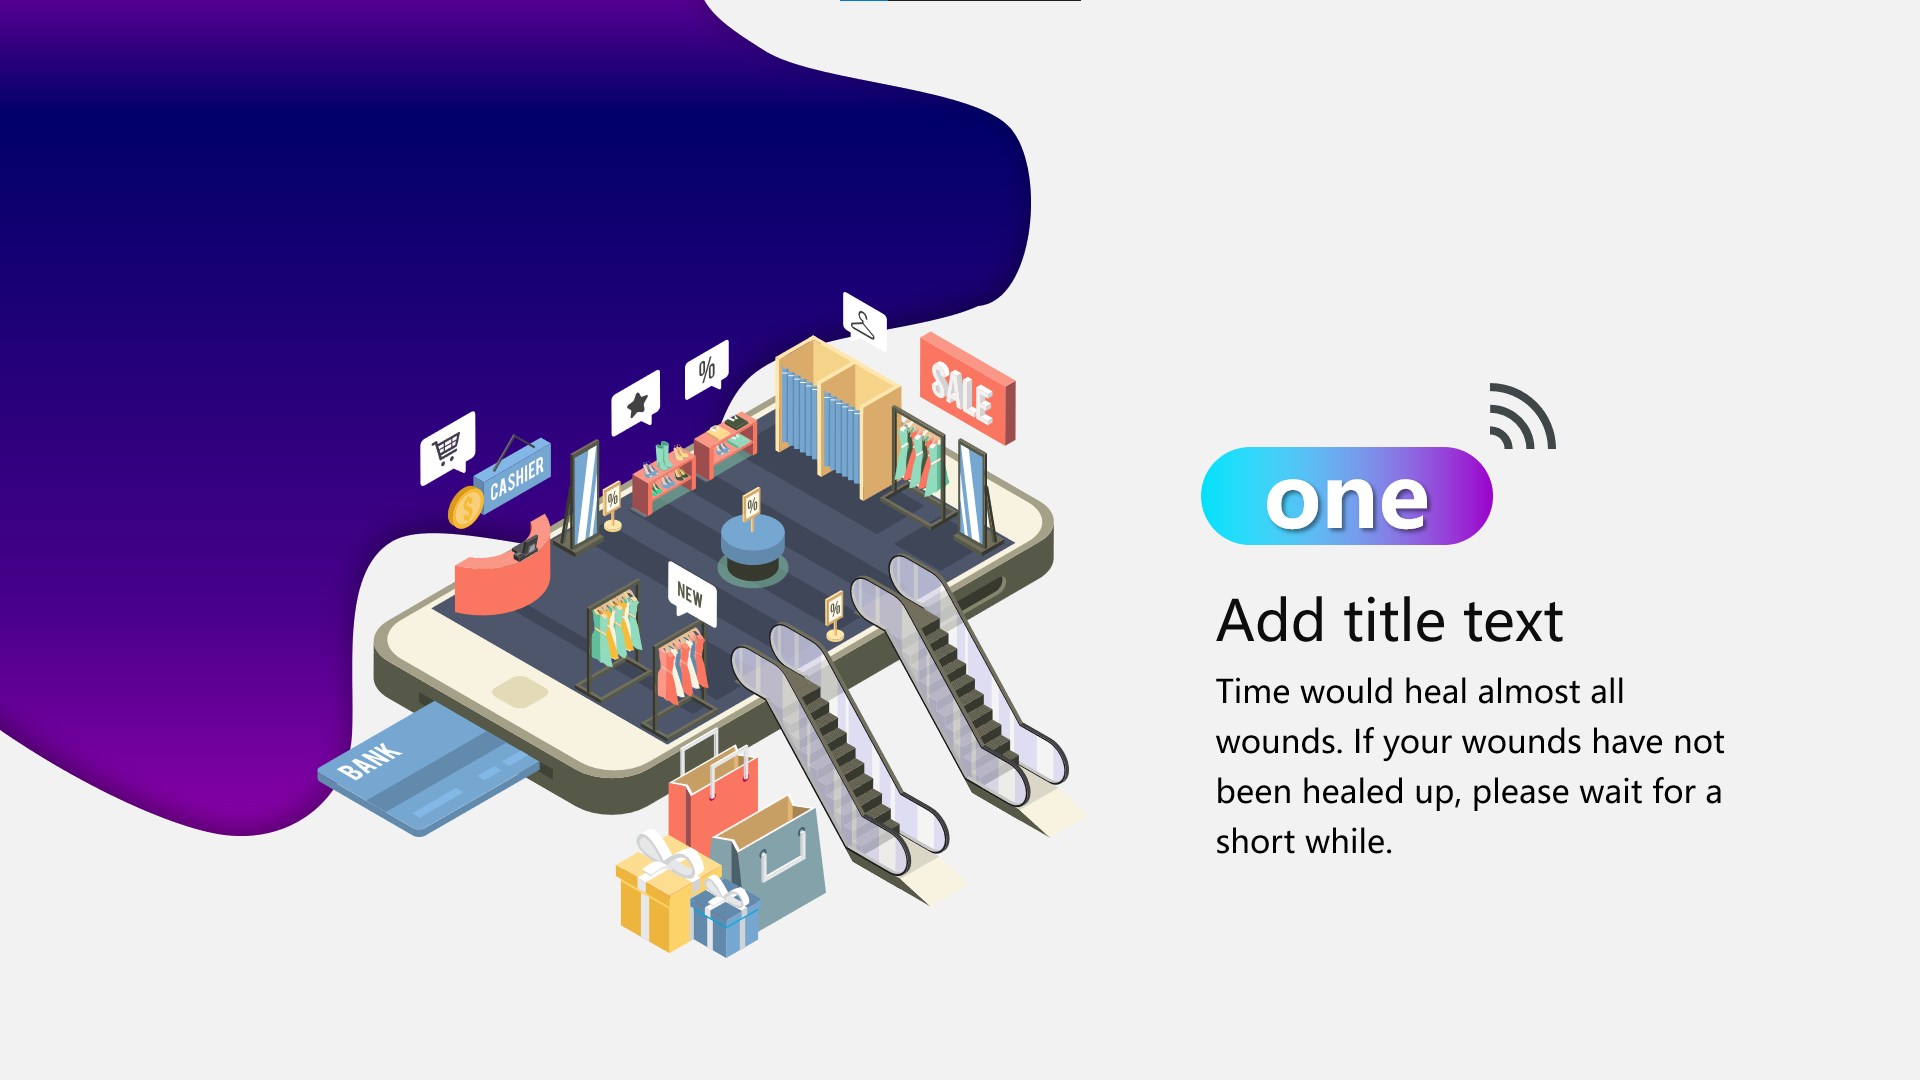 %
SALE
CASHIER
$
%
%
NEW
%
BANK
one
Add title text
Time would heal almost all
wounds. If your wounds have not
been healed up, please wait for a
short while.